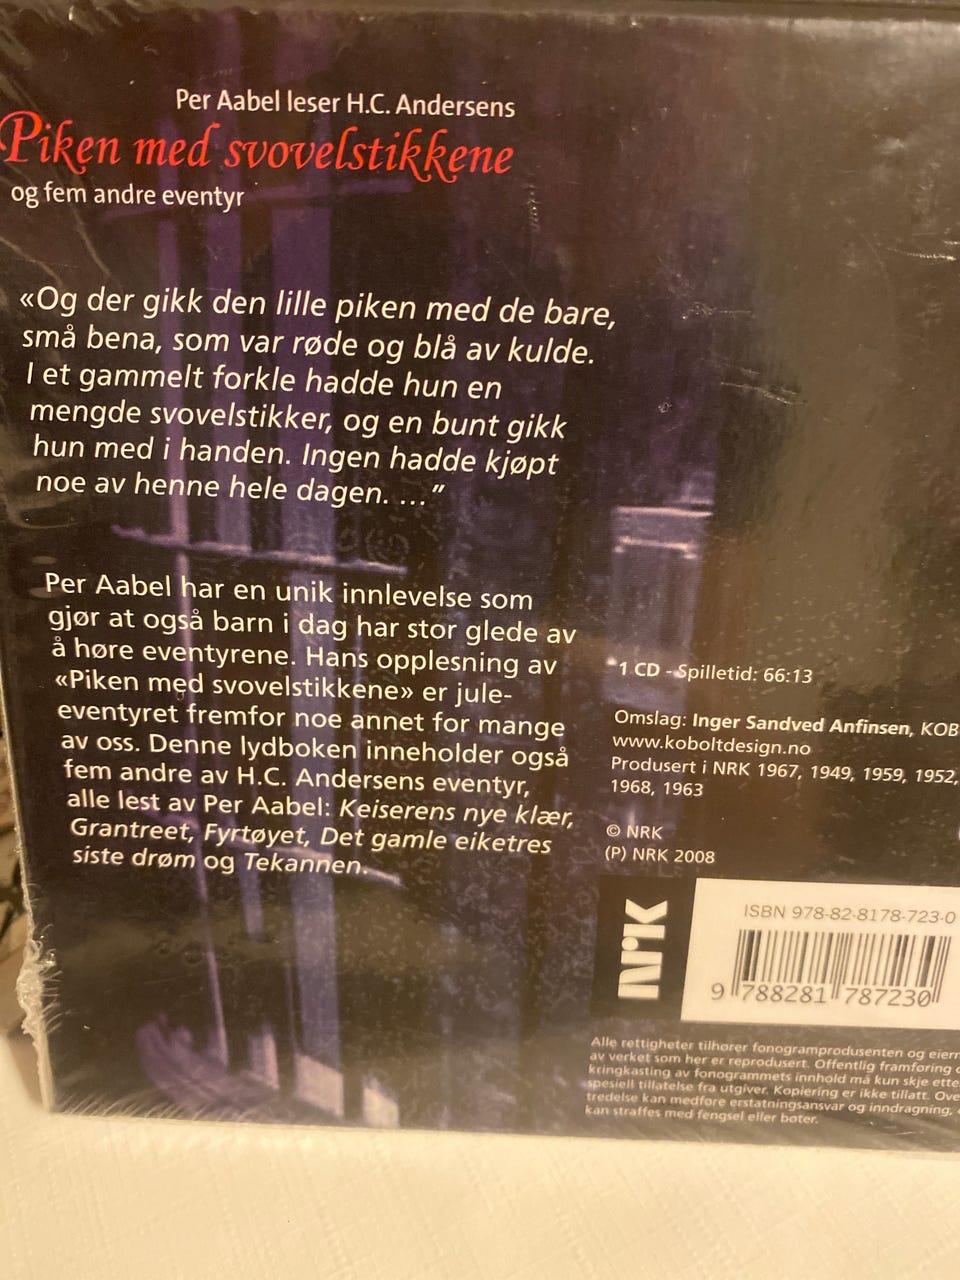 Per Aabel leser H.C. Andersens
Piken med svovelstikkene
og fem andre eventyr
«Og der gikk den lille piken med de bare,
små bena, som var røde og blå av kulde.
I et gammelt forkle hadde hun en
mengde svovelstikker, og en bunt gikk
hun med i handen. Ingen hadde kjøpt
noe av henne hele dagen. ...”
Per Aabel har en unik innlevelse som
gjør at også barn i dag har stor glede av
å høre eventyrene. Hans opplesning av
«Piken med svovelstikkene» er jule-
eventyret fremfor noe annet for mange
av oss. Denne lydboken inneholder også
fem andre av H.C. Andersens eventyr,
alle lest av Per Aabel: Keiserens nye klær,
Grantreet, Fyrtøyet, Det gamle eiketres
siste drøm og Tekannen.
1 CD - Spilletid: 66:13
Omslag: Inger Sandved Anfinsen, KOB
www.koboltdesign.no
Produsert i NRK 1967, 1949, 1959, 1952,
1968, 1963
© NRK
(P) NRK 2008
NRK
ISBN 978-82-8178-723-0
9 788281 787230
Alle rettigheter tilhører fonogramprodusenten og eiern
av verket som her er reprodusert. Offentlig framføring o
kringkasting av fonogrammets innhold må kun skje ette
spesiell tillatelse fra utgiver. Kopiering er ikke tillatt. Ove
tredelse kan medføre erstatningsansvar og inndragning,
kan straffes med fengsel eller bøter.